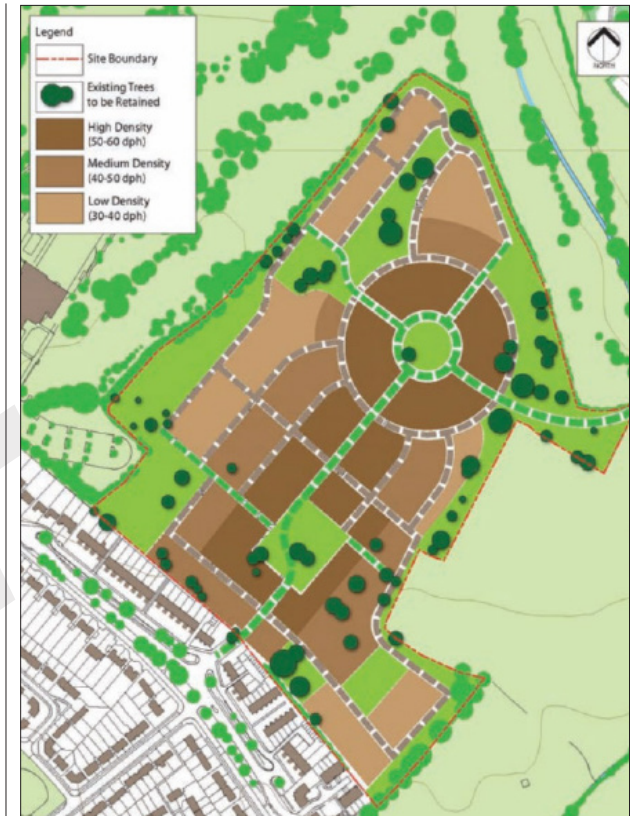 Legend
Site Boundary
Existing Trees
to be Retained
High Density
(50-60 dph)
Medium Density
(40-50 dph)
Low Density
(30-40 dph)
NORTH